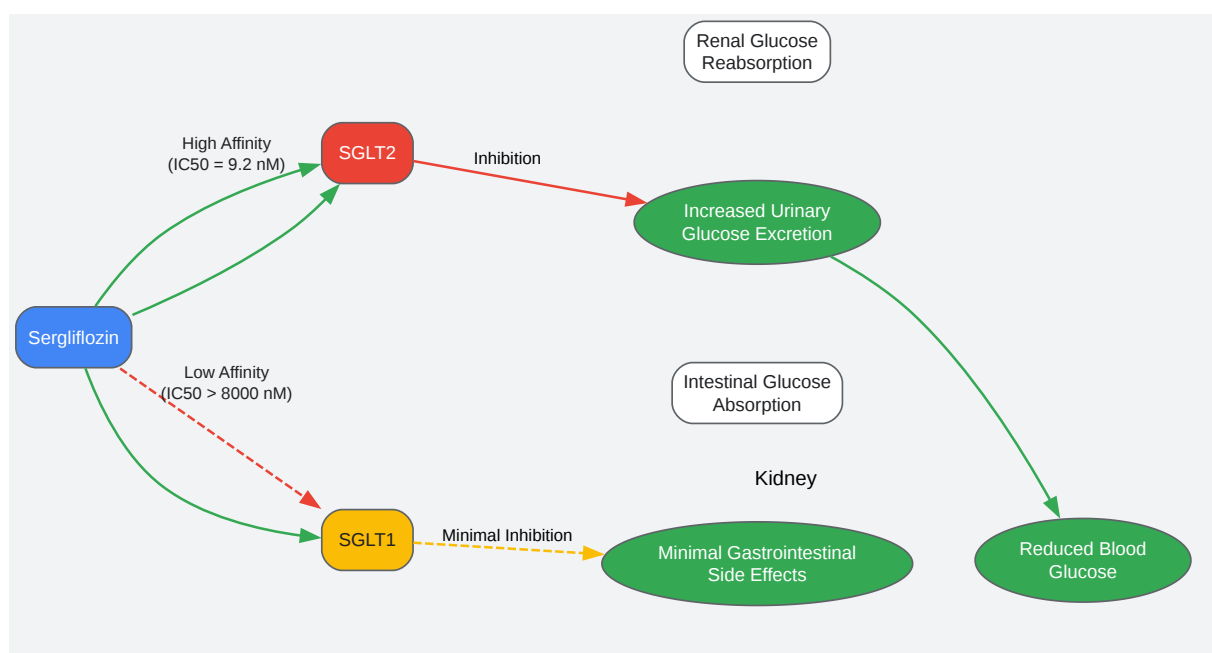 Renal Glucose
Reabsorption
High Affinity
(IC50 = 9.2 nM)
SGLT2
Inhibition
Increased Urinary
Glucose Excretion
Sergliflozin
Low Affinity
(IC50 > 8000 nM)
Intestinal Glucose
Absorption
Kidney
SGLT1
Minimal Inhibition
Minimal Gastrointestinal
Side Effects
Reduced Blood
Glucose